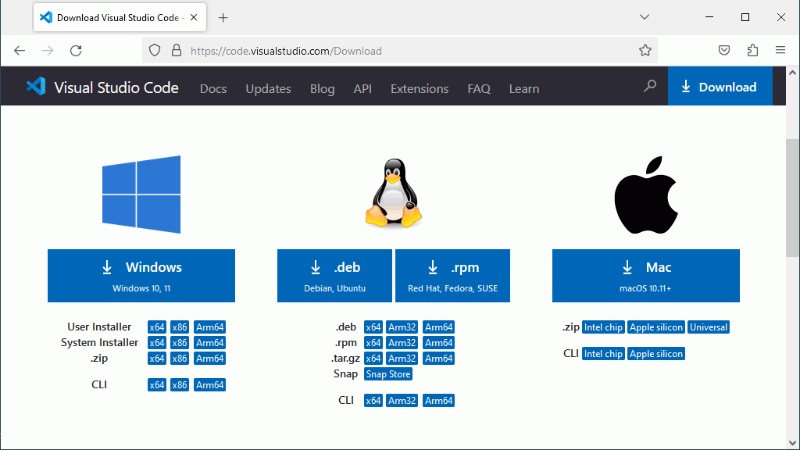 Download Visual Studio Code -
https://code.visualstudio.com/Download
Visual Studio Code Docs Updates Blog API Extensions FAQ Learn Download
Windows
Windows 10, 11
User Installer x64 x86 Arm64
System Installer x64 x86 Arm64
.zip x64 x86 Arm64
CLI x64 x86 Arm64
.deb
Debian, Ubuntu
.rpm
Red Hat, Fedora, SUSE
.deb x64 Arm32 Arm64
.rpm x64 Arm32 Arm64
.tar.gz x64 Arm32 Arm64
Snap Snap Store
CLI x64 Arm32 Arm64
Mac
macOS 10.11+
.zip Intel chip Apple silicon Universal
CLI Intel chip Apple silicon